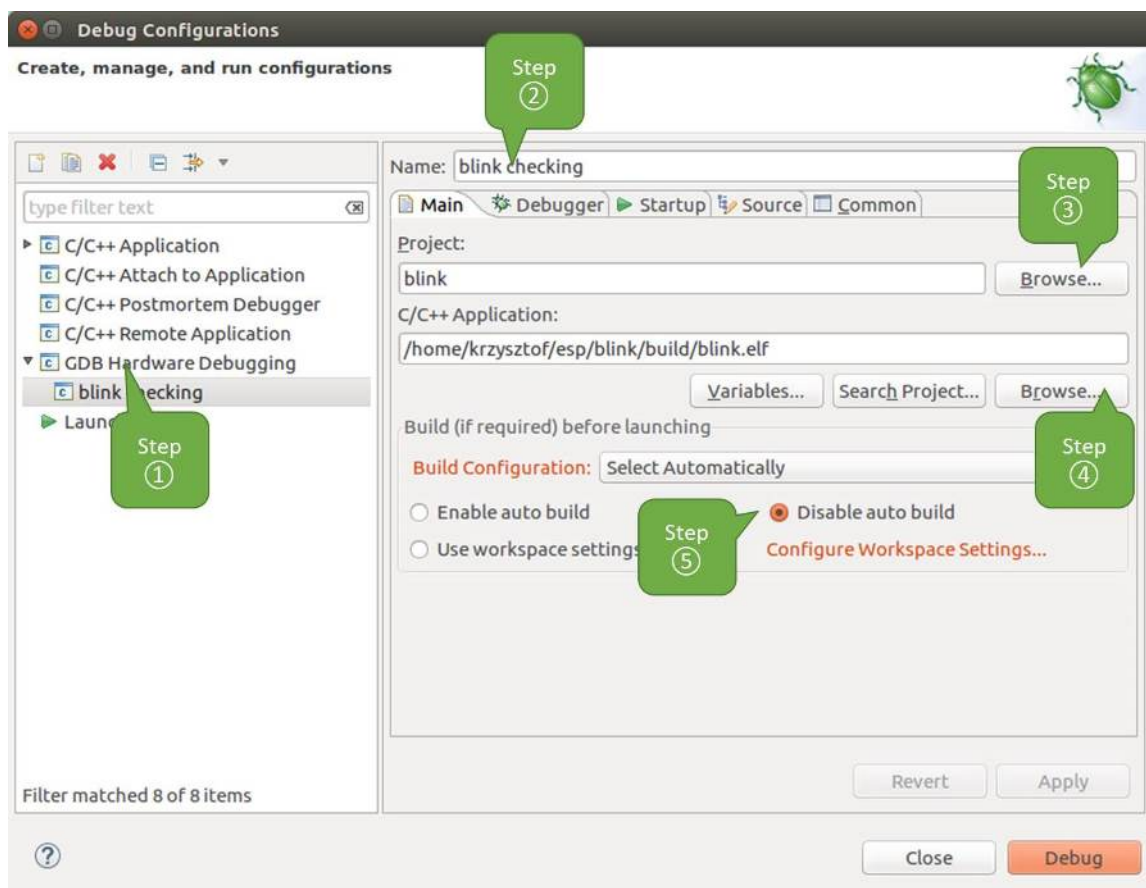 Debug Configurations
Create, manage, and run configurations
Step
②
Name: blink checking
type filter text
C/C++ Application
C/C++ Attach to Application
C/C++ Postmortem Debugger
C/C++ Remote Application
GDB Hardware Debugging
blink checking
Step
①
Main Debugger Startup Source Common
Step
③
Project:
blink Browse...
C/C++ Application:
/home/krzysztof/esp/blink/build/blink.elf
Variables... Search Project... Browse...
Step
④
Build (if required) before launching
Build Configuration: Select Automatically
Enable auto build Disable auto build
Step
⑤
Use workspace settings Configure Workspace Settings...
Filter matched 8 of 8 items
Revert Apply
Close Debug